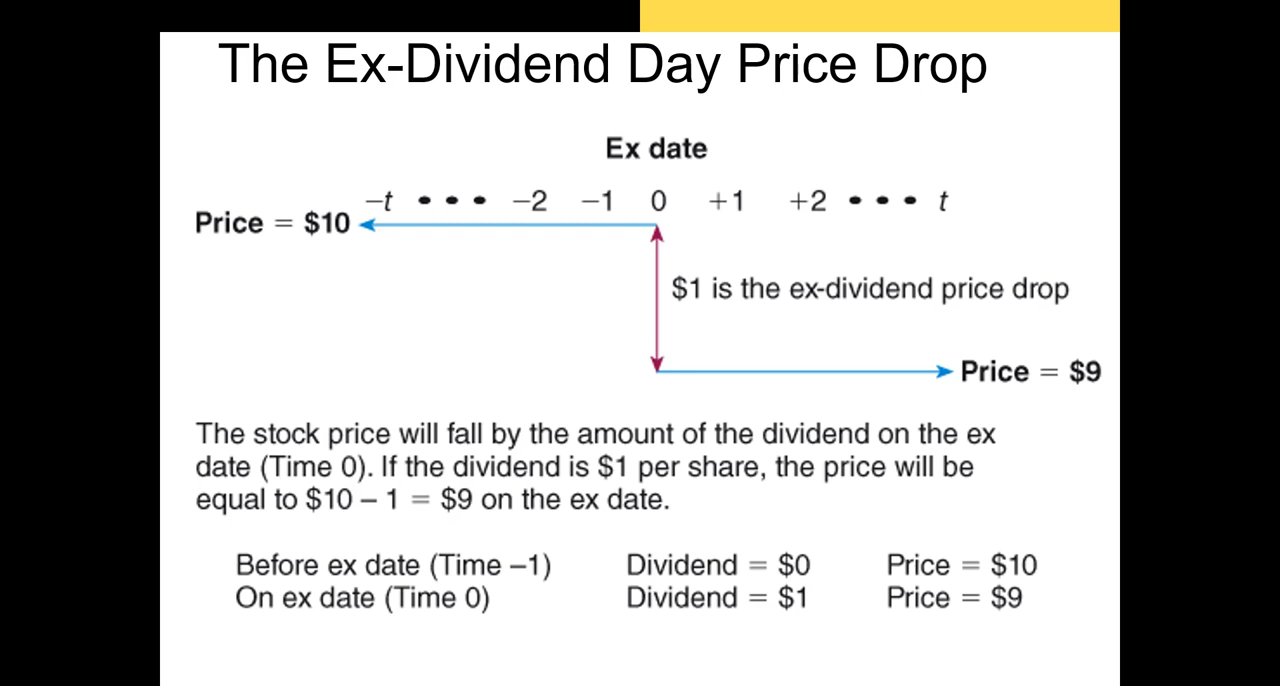 The Ex-Dividend Day Price Drop
Ex date
–t • • • –2 –1 0 +1 +2 • • • t
Price = $10
$1 is the ex-dividend price drop
Price = $9
The stock price will fall by the amount of the dividend on the ex
date (Time 0). If the dividend is $1 per share, the price will be
equal to $10 – 1 = $9 on the ex date.
Before ex date (Time –1) Dividend = $0 Price = $10
On ex date (Time 0) Dividend = $1 Price = $9